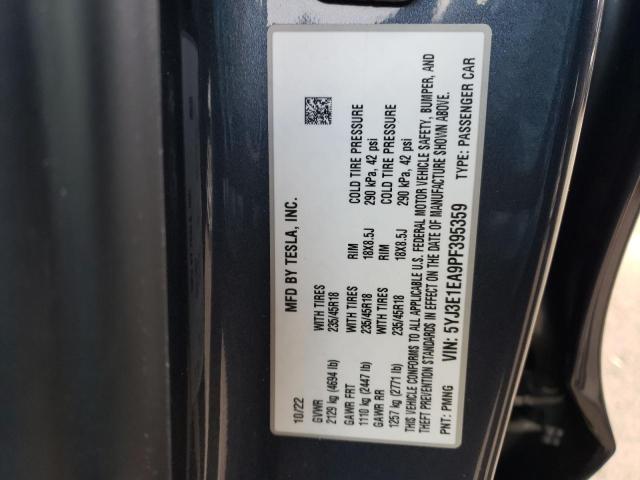 MFD BY TESLA, INC.
10/22
GVWR WITH TIRES RIM COLD TIRE PRESSURE
2129 kg (4694 lb) 235/45R18 18X8.5J 290 kPa, 42 psi
GAWR FRT WITH TIRES RIM COLD TIRE PRESSURE
1110 kg (2447 lb) 235/45R18 18X8.5J 290 kPa, 42 psi
GAWR RR
1257 kg (2771 lb) 235/45R18
THIS VEHICLE CONFORMS TO ALL APPLICABLE U.S. FEDERAL MOTOR VEHICLE SAFETY, BUMPER, AND
THEFT PREVENTION STANDARDS IN EFFECT ON THE DATE OF MANUFACTURE SHOWN ABOVE.
PNT: PMNG VIN: 5YJ3E1EA9PF395359 TYPE: PASSENGER CAR